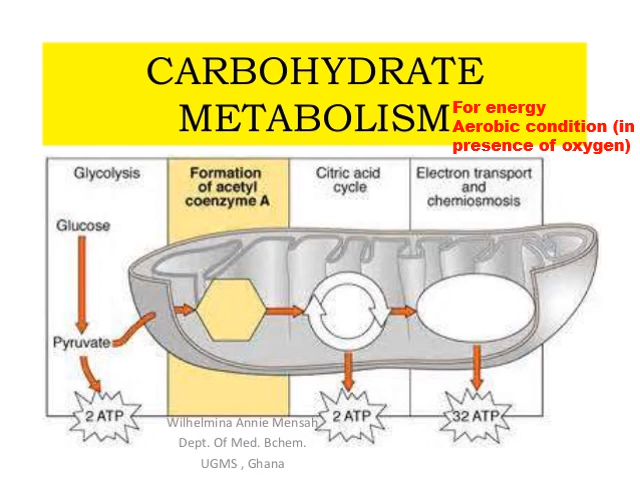 CARBOHYDRATE
METABOLISM
For energy
Aerobic condition (in
presence of oxygen)
Glycolysis
Formation
of acetyl
coenzyme A
Citric acid
cycle
Electron transport
and
chemiosmosis
Glucose
Pyruvate
2 ATP
2 ATP
32 ATP
Wilhelmina Annie Mensah
Dept. Of Med. Bchem.
UGMS , Ghana